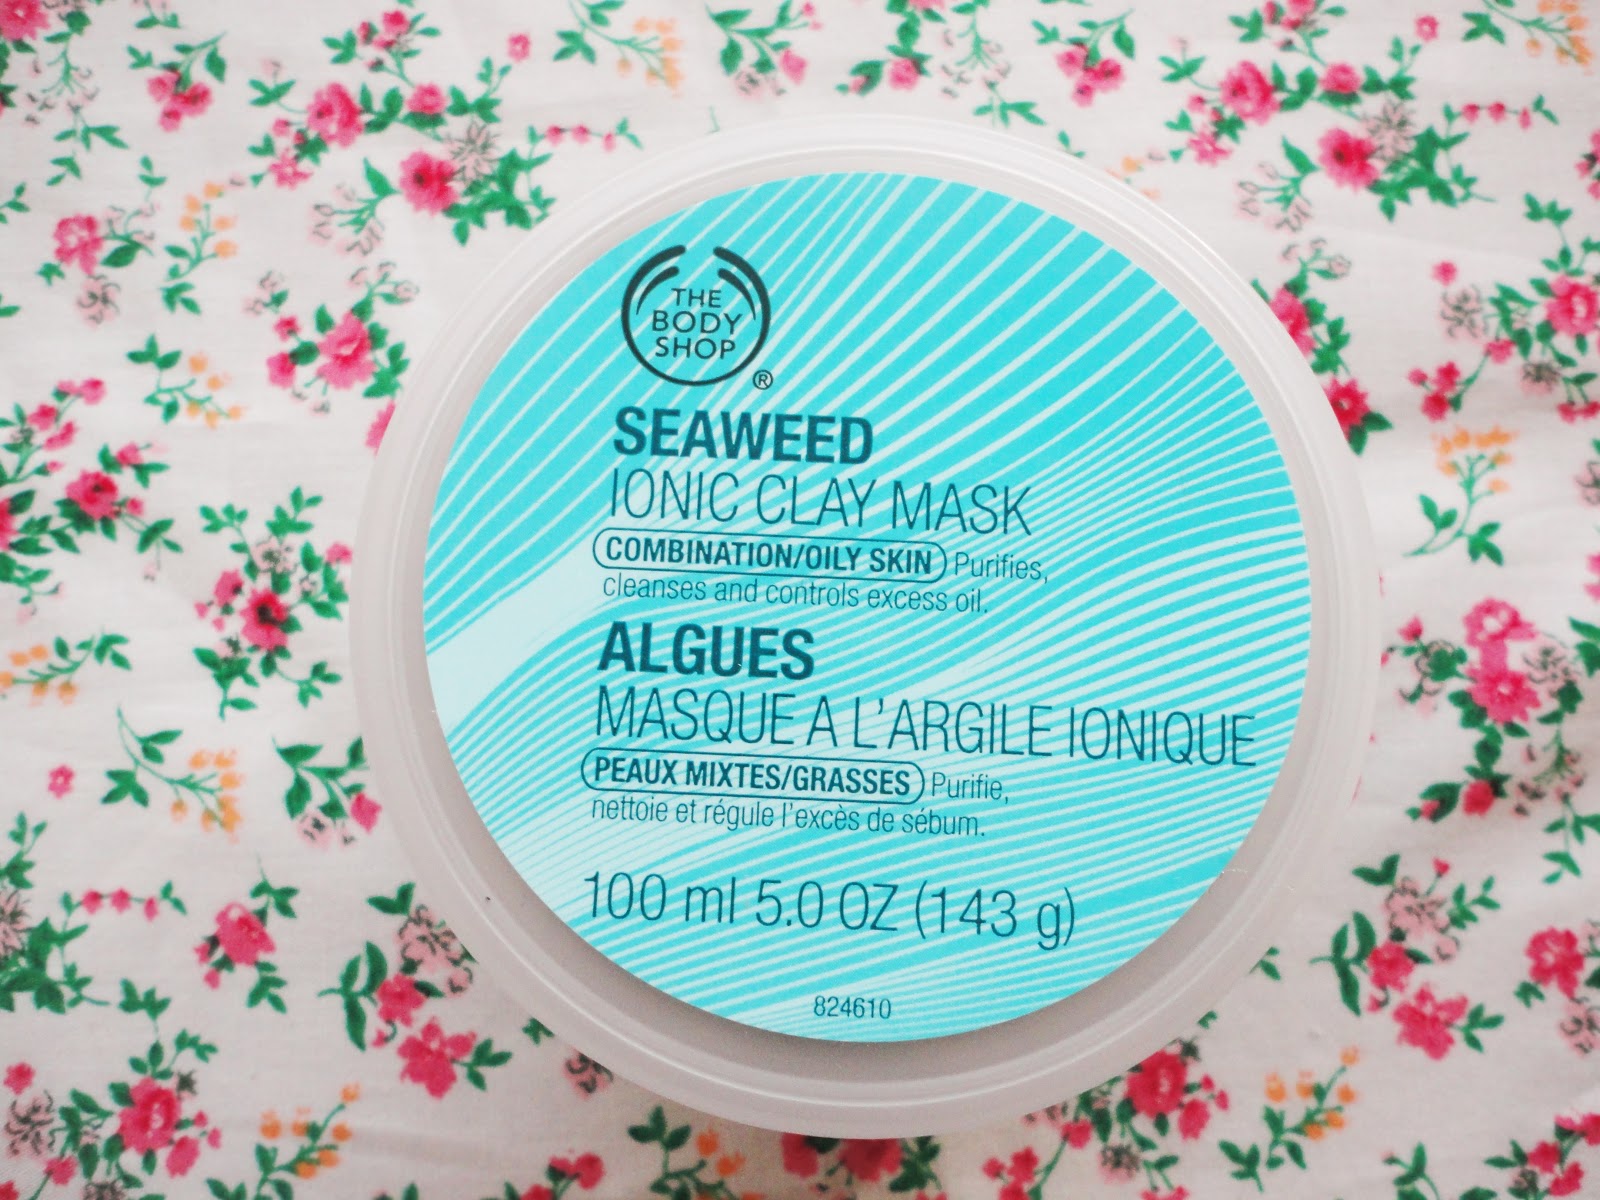 THE
BODY
SHOP
®
SEAWEED
IONIC CLAY MASK
COMBINATION/OILY SKIN Purifies,
cleanses and controls excess oil.
ALGUES
MASQUE A L'ARGILE IONIQUE
PEAUX MIXTES/GRASSES Purifie,
nettoie et régule l'excès de sébum.
100 ml 5.0 OZ (143 g)
824610